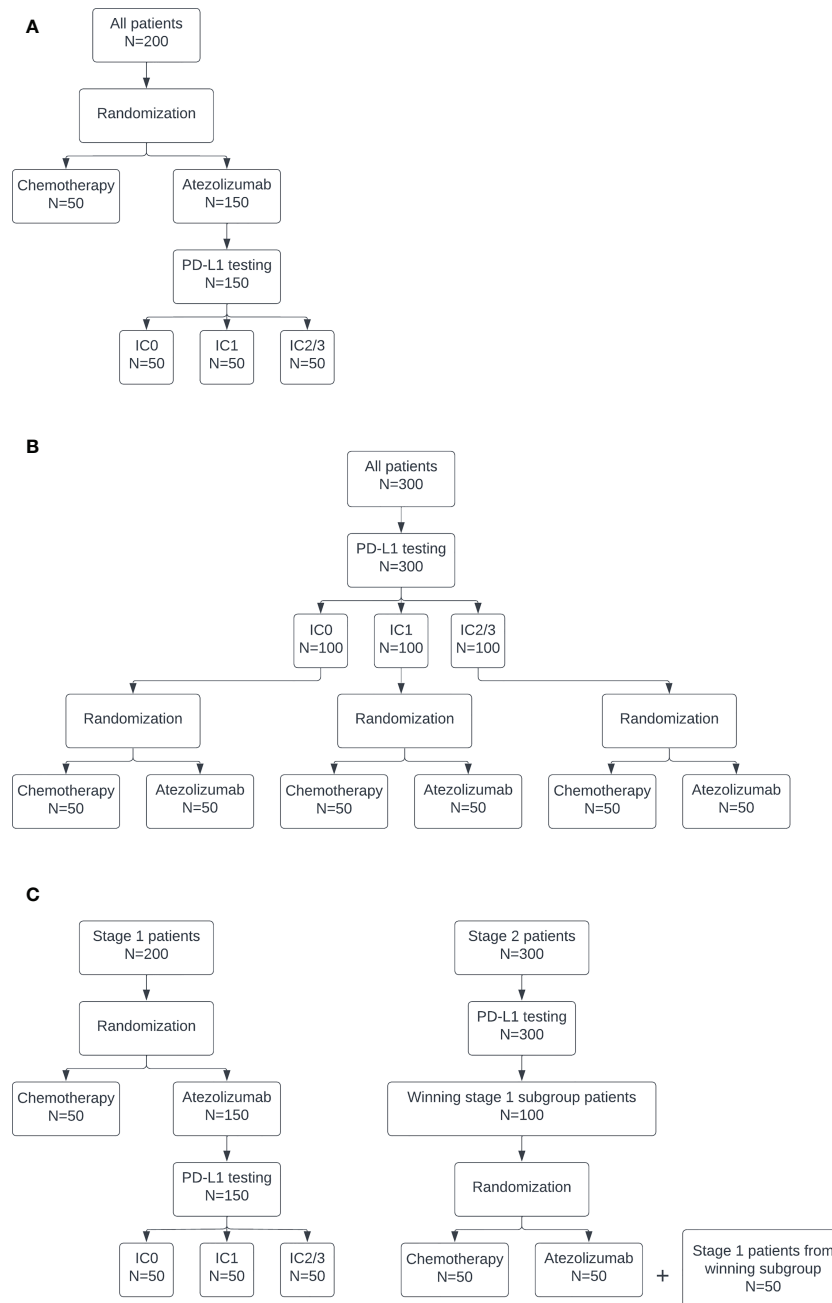 A
All patients
N=200
Randomization
Chemotherapy
N=50
Atezolizumab
N=150
PD-L1 testing
N=150
IC0
N=50
IC1
N=50
IC2/3
N=50
B
All patients
N=300
PD-L1 testing
N=300
IC0
N=100
IC1
N=100
IC2/3
N=100
Randomization
Randomization
Randomization
Chemotherapy
N=50
Atezolizumab
N=50
Chemotherapy
N=50
Atezolizumab
N=50
Chemotherapy
N=50
Atezolizumab
N=50
C
Stage 1 patients
N=200
Randomization
Chemotherapy
N=50
Atezolizumab
N=150
PD-L1 testing
N=150
IC0
N=50
IC1
N=50
IC2/3
N=50
Stage 2 patients
N=300
PD-L1 testing
N=300
Winning stage 1 subgroup patients
N=100
Randomization
Chemotherapy
N=50
Atezolizumab
N=50
+
Stage 1 patients from
winning subgroup
N=50